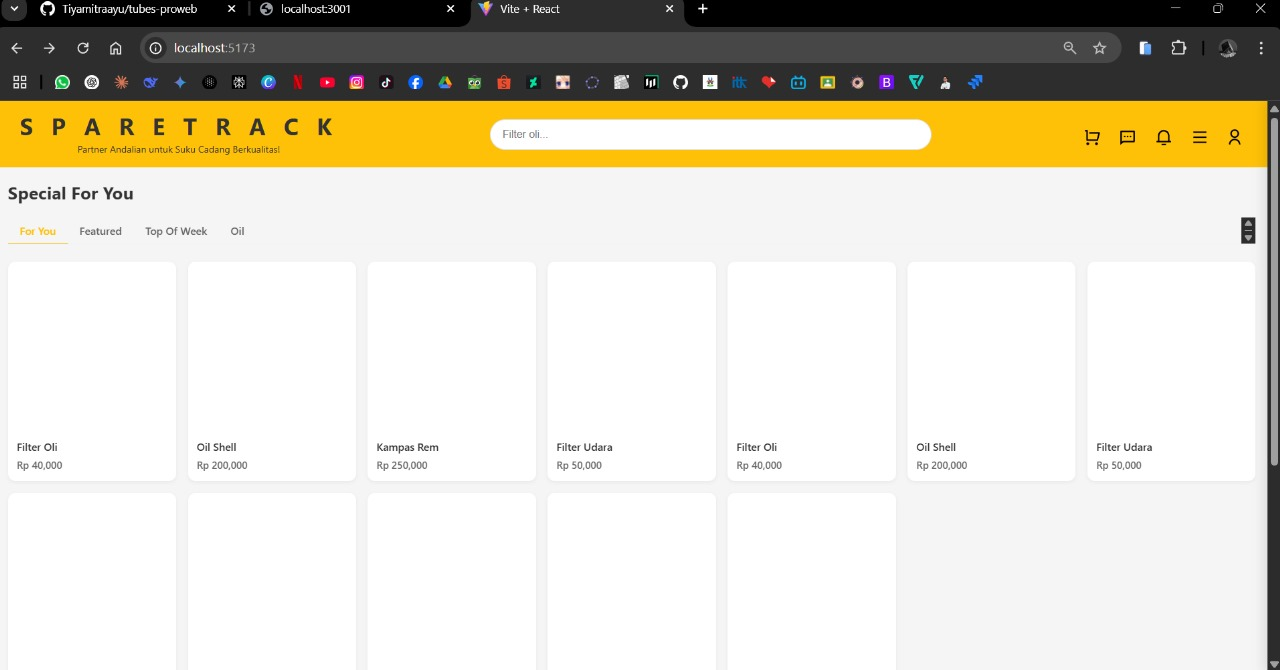 Tiyamitraayu/tubes-proweb
localhost:3001
Vite + React
localhost:5173
S P A R E T R A C K
Partner Andalian untuk Suku Cadang Berkualitas!
Filter oli...
Special For You
For You Featured Top Of Week Oil
Filter Oli
Rp 40,000
Oil Shell
Rp 200,000
Kampas Rem
Rp 250,000
Filter Udara
Rp 50,000
Filter Oli
Rp 40,000
Oil Shell
Rp 200,000
Filter Udara
Rp 50,000